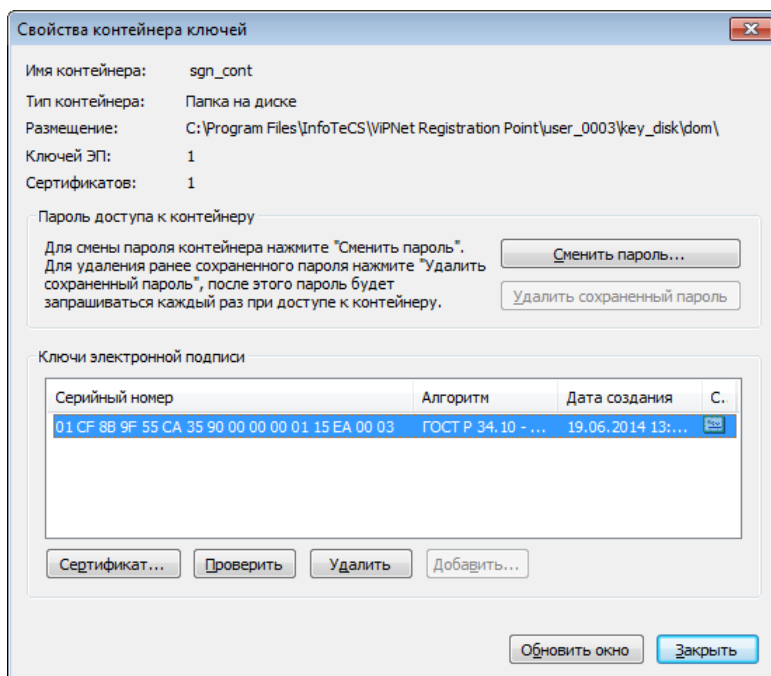 Свойства контейнера ключей
Имя контейнера: sgn_cont
Тип контейнера: Папка на диске
Размещение: C:\Program Files\InfoTeCS\ViPNet Registration Point\user_0003\key_disk\dom\
Ключей ЭП: 1
Сертификатов: 1
Пароль доступа к контейнеру
Для смены пароля контейнера нажмите "Сменить пароль".
Для удаления ранее сохраненного пароля нажмите "Удалить
сохраненный пароль", после этого пароль будет
запрашиваться каждый раз при доступе к контейнеру.
Сменить пароль...
Удалить сохраненный пароль
Ключи электронной подписи
Серийный номер Алгоритм Дата создания С.
01 CF 8B 9F 55 CA 35 90 00 00 00 01 15 EA 00 03 ГОСТ Р 34.10 - ... 19.06.2014 13:...
Сертификат... Проверить Удалить Добавить...
Обновить окно Закрыть